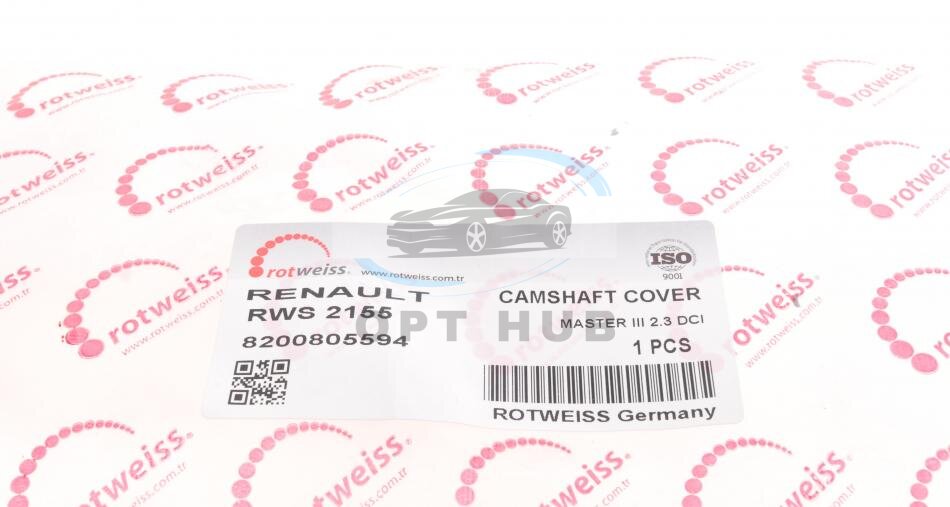 rotweiss®
www.rotweiss.com.tr
RENAULT
RWS 2155
8200805594
ISO
9001
CAMSHAFT COVER
MASTER III 2.3 DCI
1 PCS
ROTWEISS Germany
OPT HUB